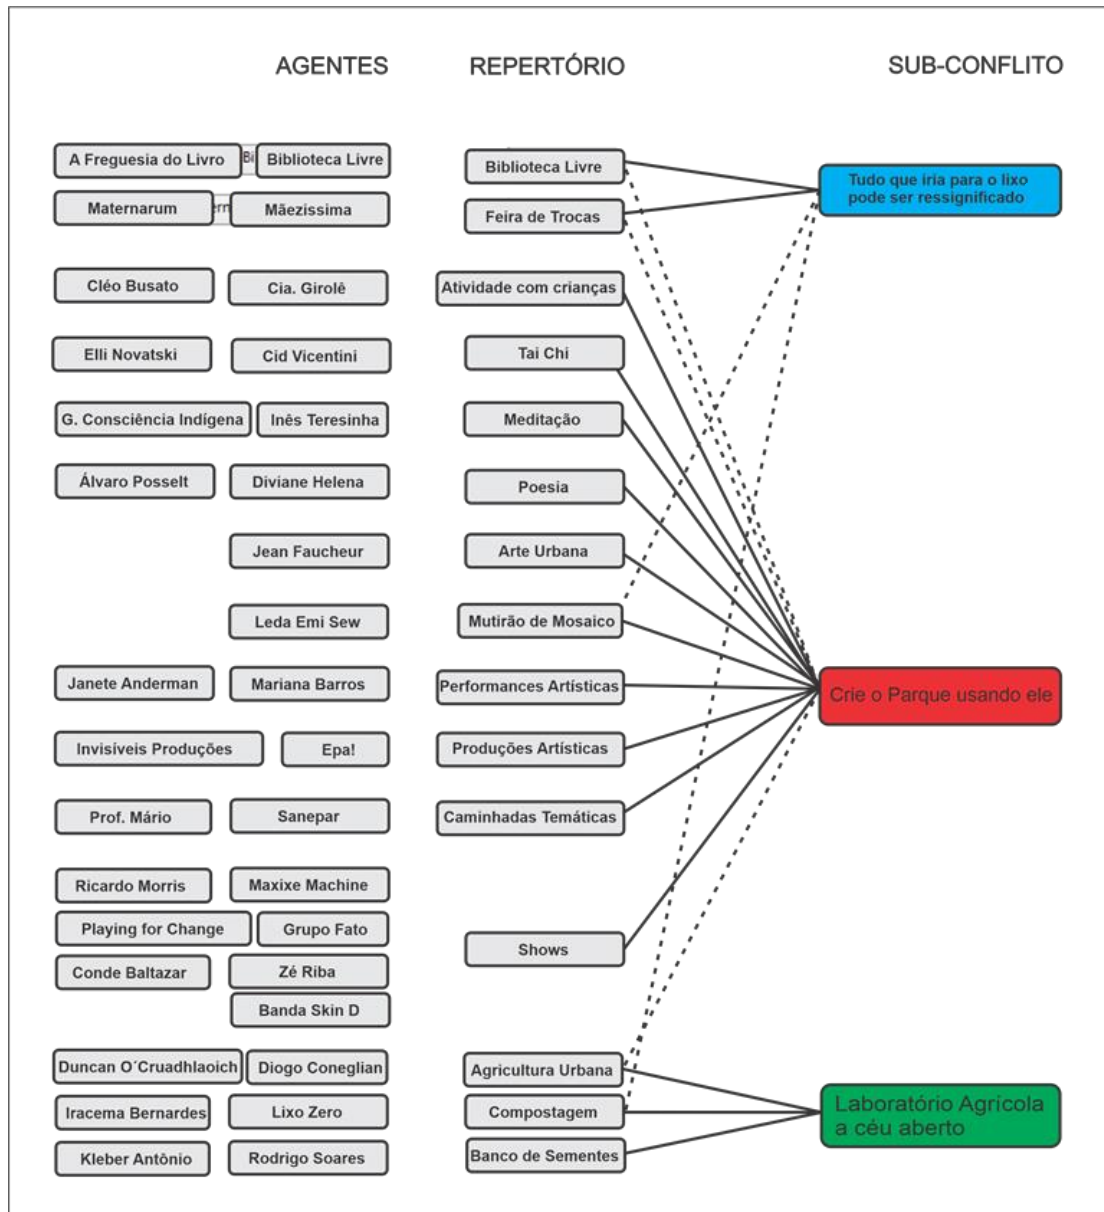 AGENTES REPERTÓRIO SUB-CONFLITO
A Freguesia do Livro Bi Biblioteca Livre Biblioteca Livre
Tudo que iria para o lixo
pode ser ressignificado
Maternarum ern Mãezissima Feira de Trocas
Cléo Busato Cia. Girolê Atividade com crianças
Elli Novatski Cid Vicentini Tai Chi
G. Consciência Indígena Inês Teresinha Meditação
Álvaro Posselt Diviane Helena Poesia
Jean Faucheur Arte Urbana
Leda Emi Sew Mutirão de Mosaico
Janete Anderman Mariana Barros Performances Artísticas Crie o Parque usando ele
Invisíveis Produções Epa! Produções Artísticas
Prof. Mário Sanepar Caminhadas Temáticas
Ricardo Morris Maxixe Machine
Playing for Change Grupo Fato Shows
Conde Baltazar Zé Riba
Banda Skin D
Duncan O´Cruadhlaoich Diogo Coneglian Agricultura Urbana
Iracema Bernardes Lixo Zero Compostagem
Laboratório Agrícola
a céu aberto
Kleber Antônio Rodrigo Soares Banco de Sementes